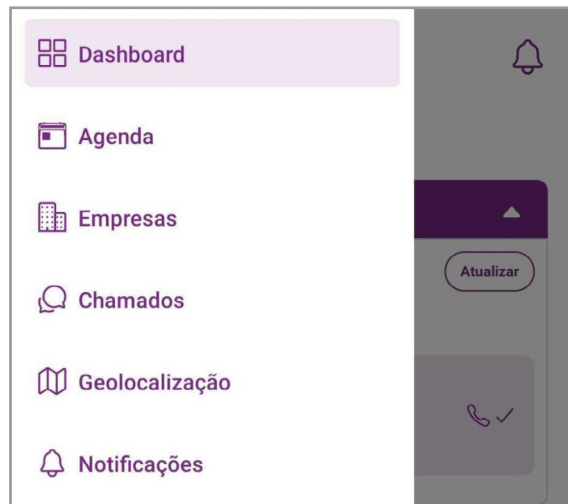 Dashboard
Agenda
Empresas
Atualizar
Chamados
Geolocalização
Notificações